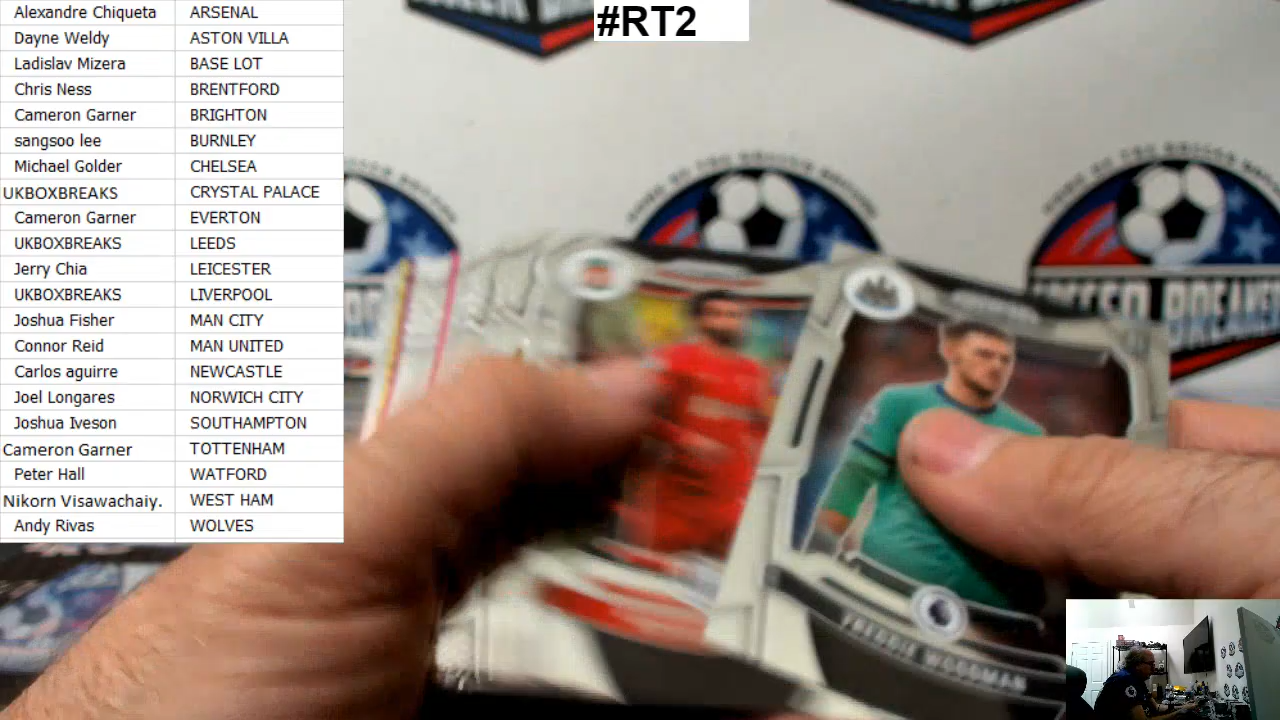 #RT2
Alexandre Chiqueta ARSENAL
Dayne Weldy ASTON VILLA
Ladislav Mizera BASE LOT
Chris Ness BRENTFORD
Cameron Garner BRIGHTON
sangsoo lee BURNLEY
Michael Golder CHELSEA
UKBOXBREAKS CRYSTAL PALACE
Cameron Garner EVERTON
UKBOXBREAKS LEEDS
Jerry Chia LEICESTER
UKBOXBREAKS LIVERPOOL
Joshua Fisher MAN CITY
Connor Reid MAN UNITED
Carlos aguirre NEWCASTLE
Joel Longares NORWICH CITY
Joshua Iveson SOUTHAMPTON
Cameron Garner TOTTENHAM
Peter Hall WATFORD
Nikorn Visawachaiy. WEST HAM
Andy Rivas WOLVES
FREDDIE WOODMAN